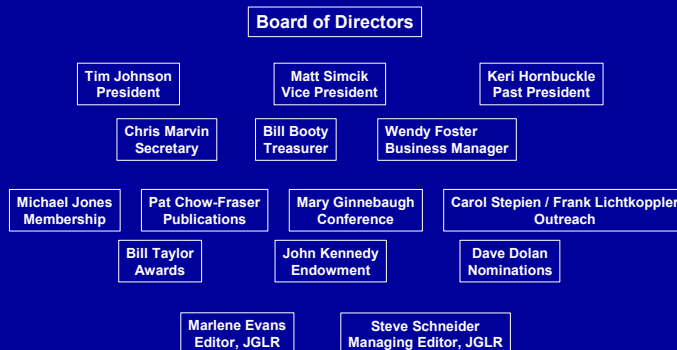 Board of Directors
Tim Johnson
President
Matt Simcik
Vice President
Keri Hornbuckle
Past President
Chris Marvin
Secretary
Bill Booty
Treasurer
Wendy Foster
Business Manager
Michael Jones
Membership
Pat Chow-Fraser
Publications
Mary Ginnebaugh
Conference
Carol Stepien / Frank Lichtkoppler
Outreach
Bill Taylor
Awards
John Kennedy
Endowment
Dave Dolan
Nominations
Marlene Evans
Editor, JGLR
Steve Schneider
Managing Editor, JGLR